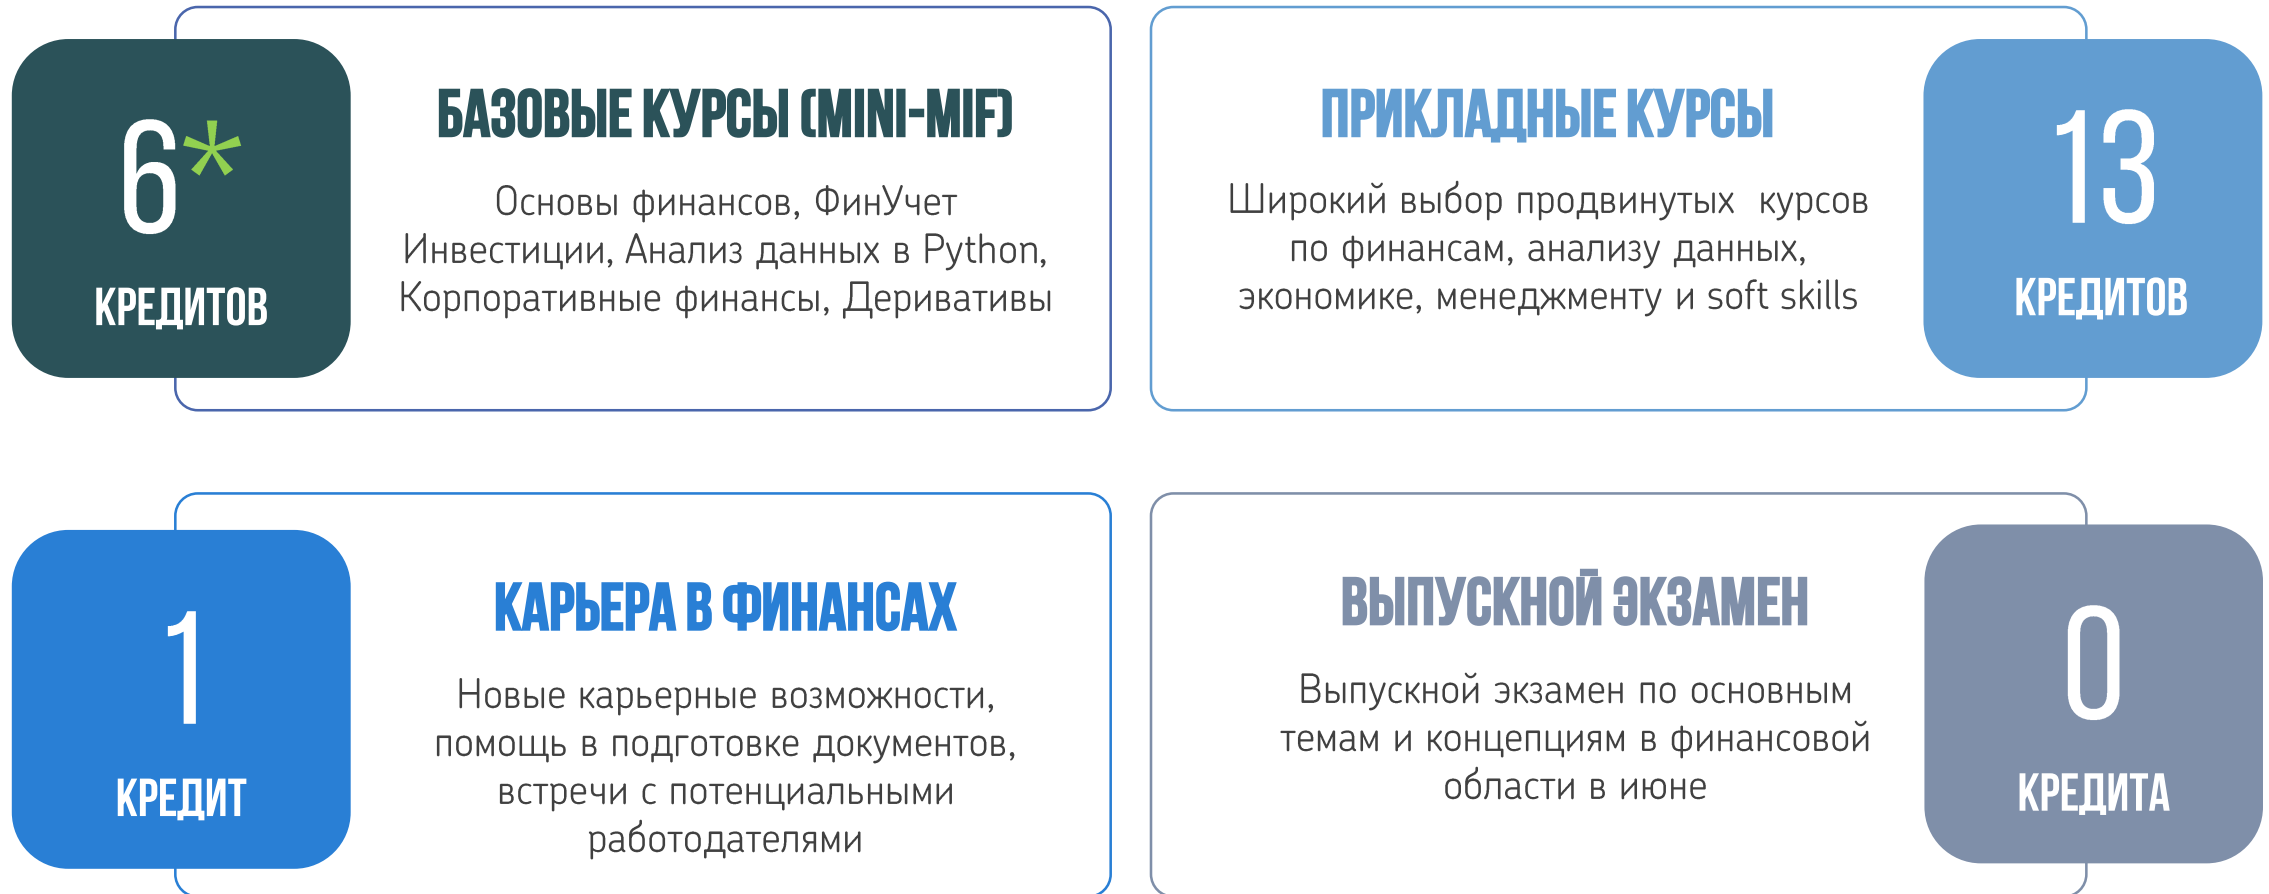 6*
КРЕДИТОВ
БАЗОВЫЕ КУРСЫ (MINI-MIF)
Основы финансов, ФинУчет
Инвестиции, Анализ данных в Python,
Корпоративные финансы, Деривативы
ПРИКЛАДНЫЕ КУРСЫ
Широкий выбор продвинутых курсов
по финансам, анализу данных,
экономике, менеджменту и soft skills
13
КРЕДИТОВ
1
КРЕДИТ
КАРЬЕРА В ФИНАНСАХ
Новые карьерные возможности,
помощь в подготовке документов,
встречи с потенциальными
работодателями
ВЫПУСКНОЙ ЭКЗАМЕН
Выпускной экзамен по основным
темам и концепциям в финансовой
области в июне
0
КРЕДИТА